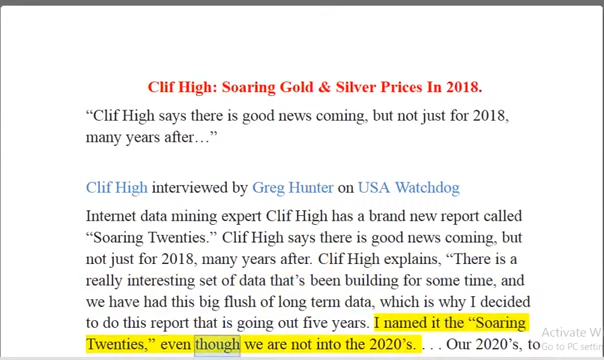 Clif High: Soaring Gold & Silver Prices In 2018.
“Clif High says there is good news coming, but not just for 2018,
many years after…”
Clif High interviewed by Greg Hunter on USA Watchdog
Internet data mining expert Clif High has a brand new report called
“Soaring Twenties.” Clif High says there is good news coming, but
not just for 2018, many years after. Clif High explains, “There is a
really interesting set of data that’s been building for some time, and
we have had this big flush of long term data, which is why I decided
to do this report that is going out five years. I named it the “Soaring
Twenties,” even though we are not into the 2020’s. . . . Our 2020’s, to
Activate W
Go to PC settin